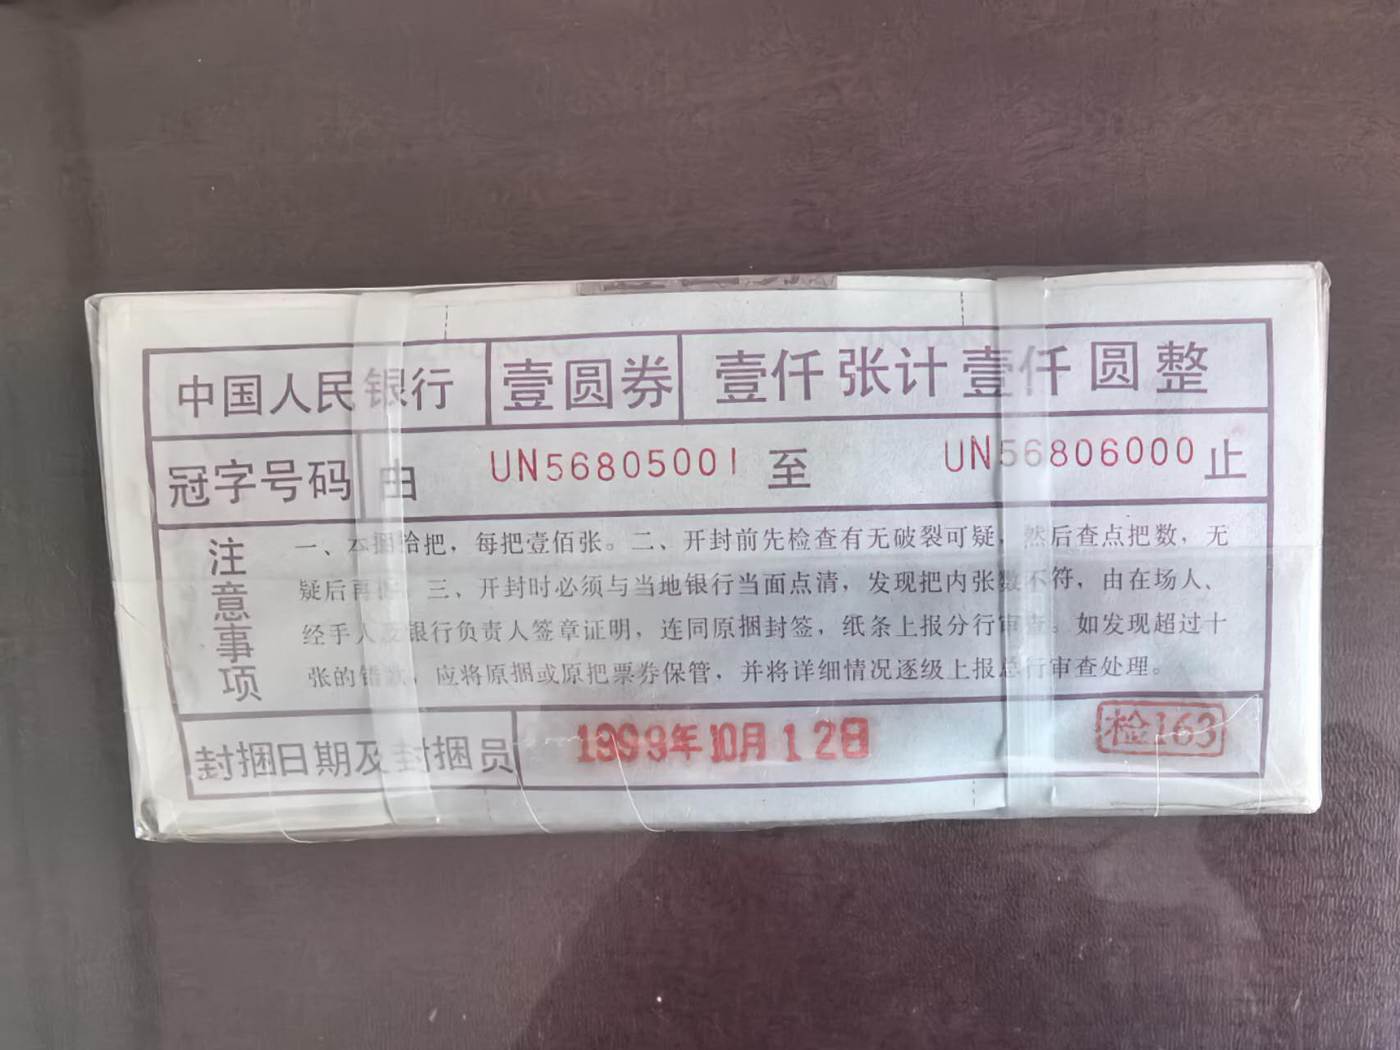 中国人民银行 壹圆券 壹仟张计壹仟圆整
冠字号码 由 UN56805001 至 UN56806000 止
注意事项
一、本捆拾把，每把壹佰张。二、开封前先检查有无破裂可疑，然后查点把数，无
疑后再拆。三、开封时必须与当地银行当面点清，发现把内张数不符，由在场人、
经手人及银行负责人签章证明，连同原捆封签，纸条上报分行审查。如发现超过十
张的错款，应将原捆或原把票券保管，并将详细情况逐级上报总行审查处理。
封捆日期及封捆员 1999年10月12日 检163